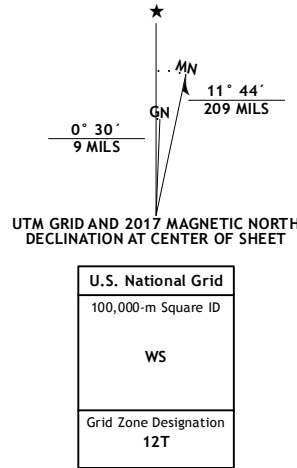 MN
GN
11° 44´
209 MILS
0° 30´
9 MILS
UTM GRID AND 2017 MAGNETIC NORTH
DECLINATION AT CENTER OF SHEET
U.S. National Grid
100,000-m Square ID
WS
Grid Zone Designation
12T